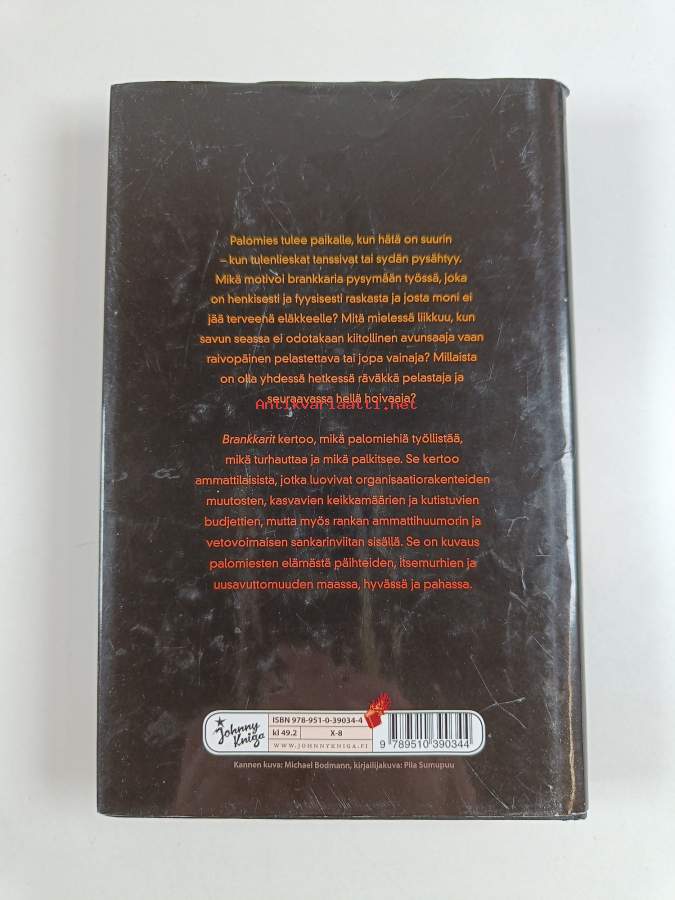 Palomies tulee paikalle, kun hätä on suurin
– kun tulenlieskat tanssivat tai sydän pysähtyy.
Mikä motivoi brankkaria pysymään työssä, joka
on henkisesti ja fyysisesti raskasta ja josta moni ei
jää terveenä eläkkeelle? Mitä mielessä liikkuu, kun
savun seassa ei odotakaan kiitollinen avunsaaja vaan
raivopäinen pelastettava tai jopa vainaja? Millaista
on olla yhdessä hetkessä räväkkä pelastaja ja
seuraavassa hellä hoivaaja?
Antikvariaatti.net
Brankkarit kertoo, mikä palomiehiä työllistää,
mikä turhauttaa ja mikä palkitsee. Se kertoo
ammattilaisista, jotka luovivat organisaatiorakenteiden
muutosten, kasvavien keikkamäärien ja kutistuvien
budjettien, mutta myös rankan ammattihuumorin ja
vetovoimaisen sankarinviitan sisällä. Se on kuvaus
palomiesten elämästä päihteiden, itsemurhien ja
uusavuttomuuden maassa, hyvässä ja pahassa.
Johnny
Kniga
ISBN 978-951-0-39034-4
kl 49.2 X-8
WWW.JOHNNYKNIGA.FI
9 789510 390344
Kannen kuva: Michael Bodmann, kirjailijakuva: Piia Sumupuu